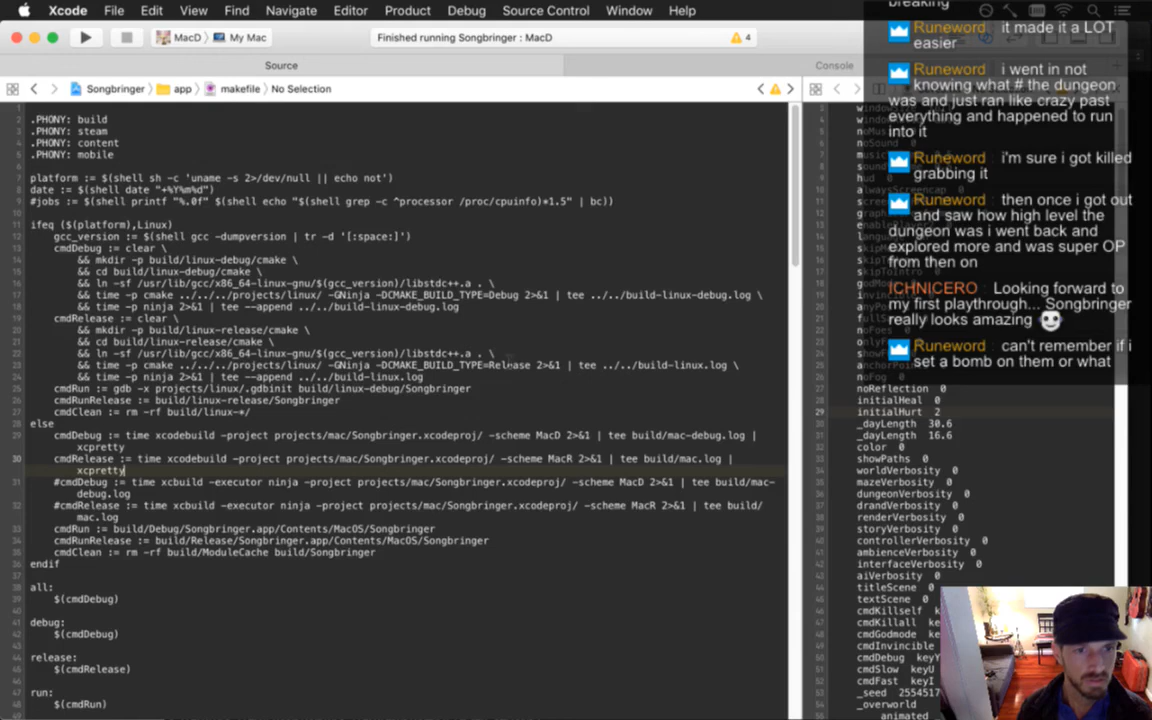 Xcode File Edit View Find Navigate Editor Product Debug Source Control Window Help
MacD My Mac
Finished running Songbringer : MacD
4
Source
Console
Songbringer app makefile No Selection
.PHONY: build
.PHONY: steam
.PHONY: content
.PHONY: mobile
platform := $(shell sh -c 'uname -s 2>/dev/null || echo not')
date := $(shell date "+%Y%m%d")
#jobs := $(shell printf "%.0f" $(shell echo "$(shell grep -c ^processor /proc/cpuinfo)*1.5" | bc))
ifeq ($(platform),Linux)
gcc_version := $(shell gcc -dumpversion | tr -d '[:space:]')
cmdDebug := clear \
&& mkdir -p build/linux-debug/cmake \
&& cd build/linux-debug/cmake \
&& ln -sf /usr/lib/gcc/x86_64-linux-gnu/$(gcc_version)/libstdc++.a . \
&& time -p cmake ../../../projects/linux/ -GNinja -DCMAKE_BUILD_TYPE=Debug 2>&1 | tee ../../build-linux-debug.log \
&& time -p ninja 2>&1 | tee --append ../../build-linux-debug.log
cmdRelease := clear \
&& mkdir -p build/linux-release/cmake \
&& cd build/linux-release/cmake \
&& ln -sf /usr/lib/gcc/x86_64-linux-gnu/$(gcc_version)/libstdc++.a . \
&& time -p cmake ../../../projects/linux/ -GNinja -DCMAKE_BUILD_TYPE=Release 2>&1 | tee ../../build-linux.log \
&& time -p ninja 2>&1 | tee --append ../../build-linux.log
cmdRun := gdb -x projects/linux/.gdbinit build/linux-debug/Songbringer
cmdRunRelease := build/linux-release/Songbringer
cmdClean := rm -rf build/linux-*/
else
cmdDebug := time xcodebuild -project projects/mac/Songbringer.xcodeproj/ -scheme MacD 2>&1 | tee build/mac-debug.log |
xcpretty
cmdRelease := time xcodebuild -project projects/mac/Songbringer.xcodeproj/ -scheme MacR 2>&1 | tee build/mac.log |
xcpretty
#cmdDebug := time xcbuild -executor ninja -project projects/mac/Songbringer.xcodeproj/ -scheme MacD 2>&1 | tee build/mac-
debug.log
#cmdRelease := time xcbuild -executor ninja -project projects/mac/Songbringer.xcodeproj/ -scheme MacR 2>&1 | tee build/
mac.log
cmdRun := build/Debug/Songbringer.app/Contents/MacOS/Songbringer
cmdRunRelease := build/Release/Songbringer.app/Contents/MacOS/Songbringer
cmdClean := rm -rf build/ModuleCache build/Songbringer
endif
all:
$(cmdDebug)
debug:
$(cmdDebug)
release:
$(cmdRelease)
run:
$(cmdRun)
breaking
Runeword it made it a LOT
easier
Runeword i went in not
knowing what # the dungeon
was and just ran like crazy past
everything and happened to run
into it
Runeword i'm sure i got killed
grabbing it
Runeword then once i got out
and saw how high level the
dungeon was i went back and
explored more and was super OP
from then on
ICHNICERO Looking forward to
my first playthrough... Songbringer
really looks amazing
Runeword can't remember if i
set a bomb on them or what
noReflection 0
initialHeal 0
initialHurt 2
_dayLength 30.6
_dayLength 16.6
color 0
showPaths 0
worldVerbosity 0
mazeVerbosity 0
dungeonVerbosity 0
drandVerbosity 0
renderVerbosity 0
storyVerbosity 0
controllerVerbosity 0
ambienceVerbosity 0
interfaceVerbosity 0
aiVerbosity 0
titleScene 0
textScene 0
cmdKillself
cmdKillall
cmdGodmode
cmdInvincible
cmdDebug keyY
cmdSlow keyU
cmdFast keyI
_seed
_overworld
animated